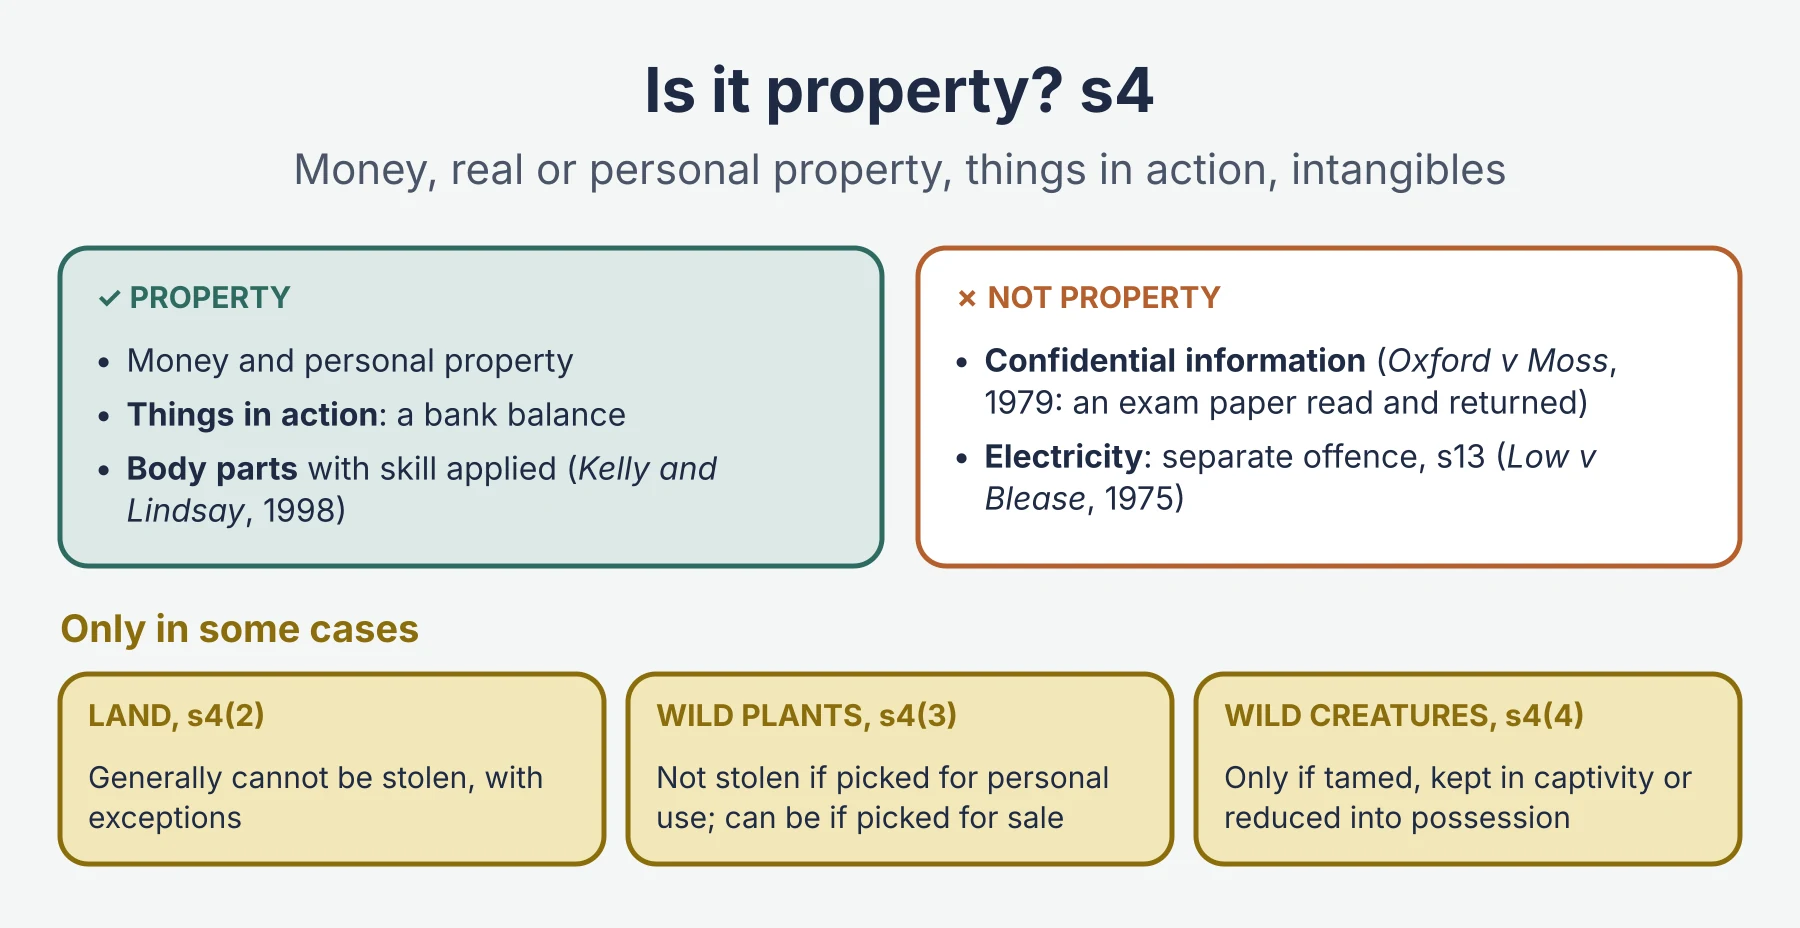 Is it property? s4
Money, real or personal property, things in action, intangibles
✓ PROPERTY
• Money and personal property
• Things in action: a bank balance
• Body parts with skill applied (Kelly and
Lindsay, 1998)
× NOT PROPERTY
• Confidential information (Oxford v Moss,
1979: an exam paper read and returned)
• Electricity: separate offence, s13 (Low v
Blease, 1975)
Only in some cases
LAND, s4(2)
Generally cannot be stolen, with
exceptions
WILD PLANTS, s4(3)
Not stolen if picked for personal
use; can be if picked for sale
WILD CREATURES, s4(4)
Only if tamed, kept in captivity or
reduced into possession